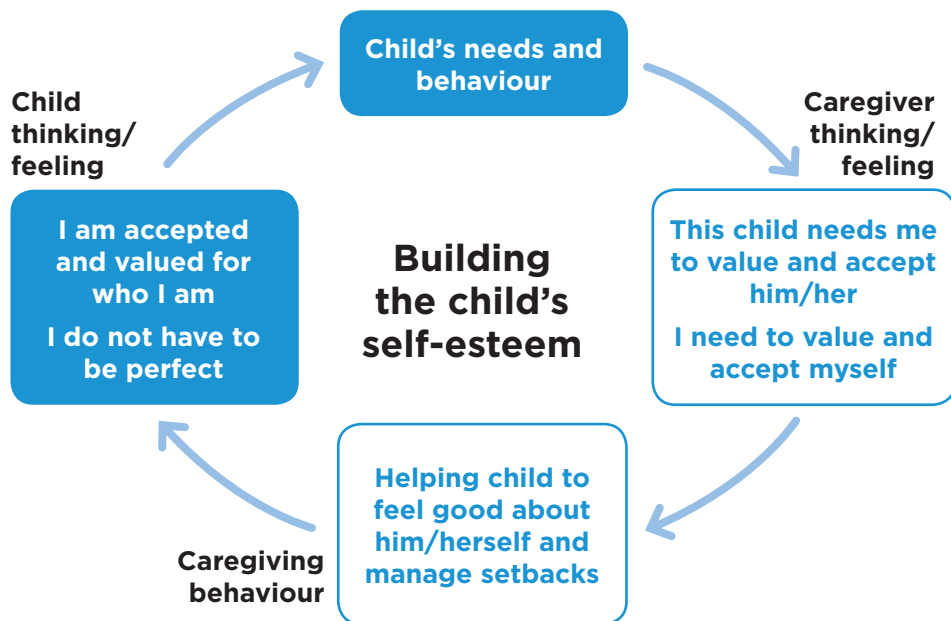 Child’s needs and
behaviour
Child
thinking/
feeling
Caregiver
thinking/
feeling
I am accepted
and valued for
who I am
I do not have to
be perfect
Building
the child’s
self-esteem
This child needs me
to value and accept
him/her
I need to value and
accept myself
Helping child to
feel good about
him/herself and
manage setbacks
Caregiving
behaviour